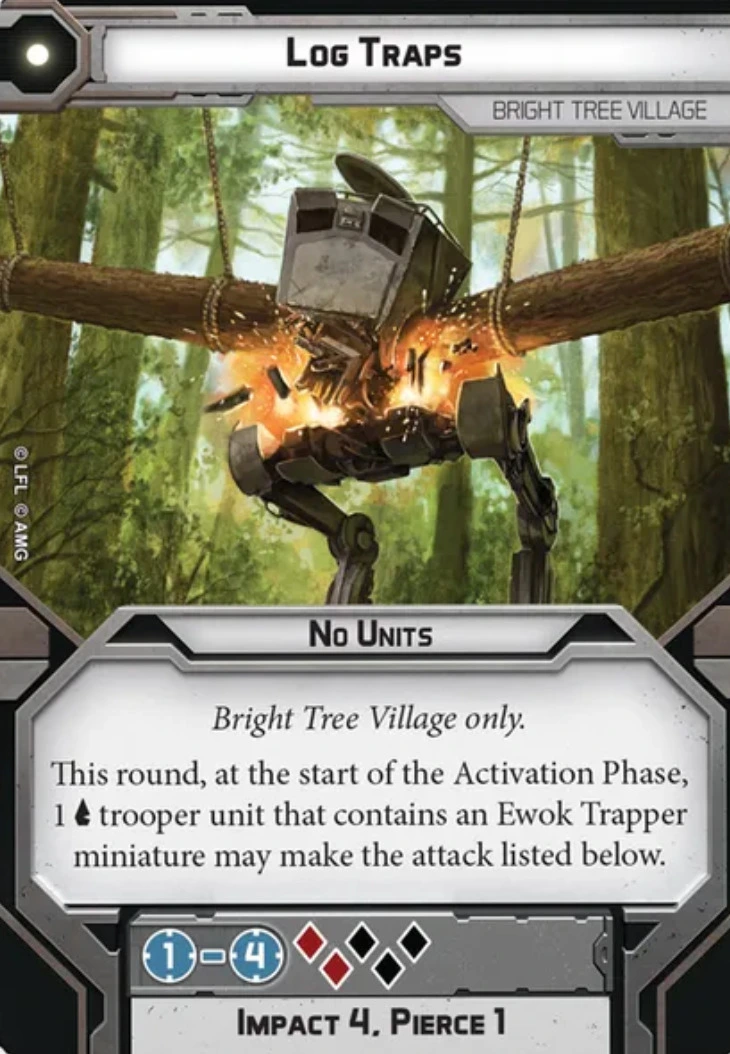 Log Traps
BRIGHT TREE VILLAGE
© LFL © AMG
No Units
Bright Tree Village only.
This round, at the start of the Activation Phase,
1 trooper unit that contains an Ewok Trapper
miniature may make the attack listed below.
1 - 4
Impact 4, Pierce 1